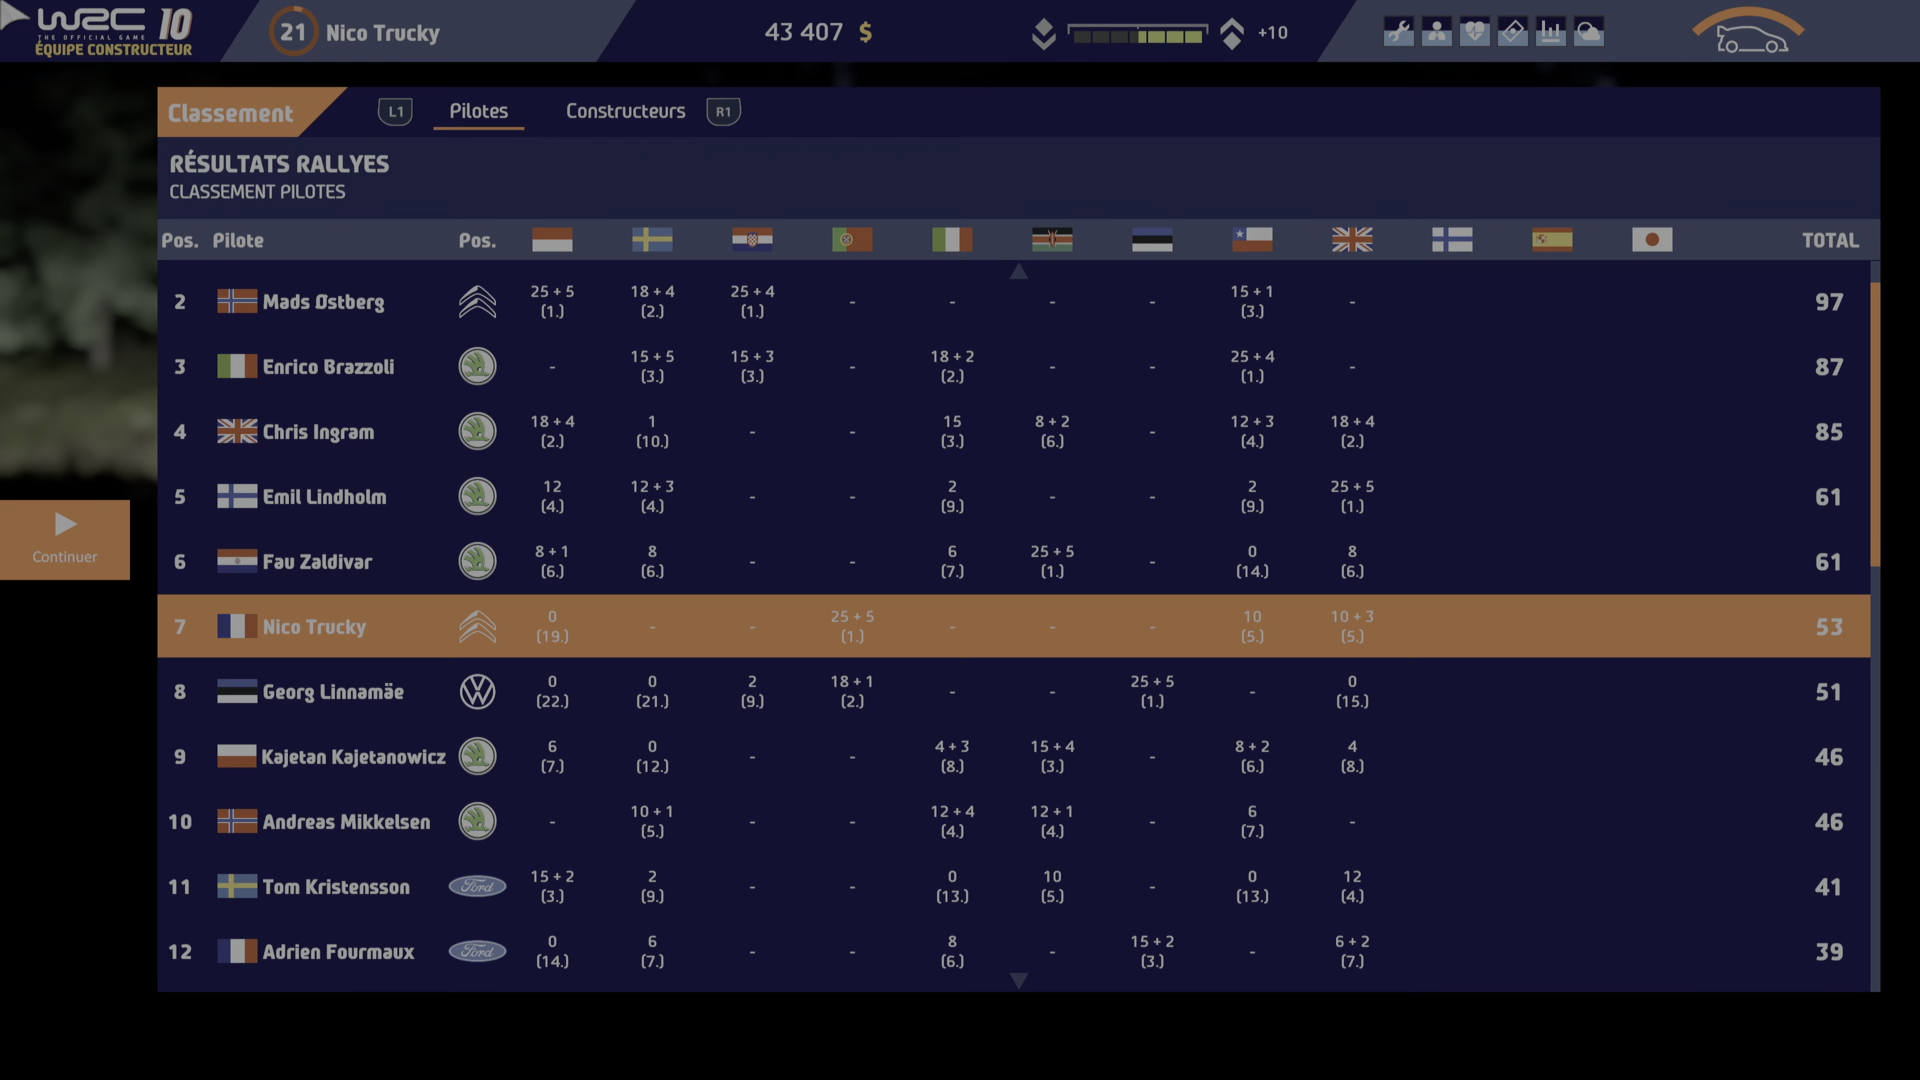 WRC 10
THE OFFICIAL GAME
ÉQUIPE CONSTRUCTEUR
21 Nico Trucky
43 407 $
+10
Classement L1 Pilotes Constructeurs R1
RÉSULTATS RALLYES
CLASSEMENT PILOTES
Pos. Pilote Pos. TOTAL
2 Mads Østberg 25 + 5 (1.) 18 + 4 (2.) 25 + 4 (1.) - - - - 15 + 1 (3.) - 97
3 Enrico Brazzoli - 15 + 5 (3.) 15 + 3 (3.) - 18 + 2 (2.) - - 25 + 4 (1.) - 87
4 Chris Ingram 18 + 4 (2.) 1 (10.) - - 15 (3.) 8 + 2 (6.) - 12 + 3 (4.) 18 + 4 (2.) 85
5 Emil Lindholm 12 (4.) 12 + 3 (4.) - - 2 (9.) - - 2 (9.) 25 + 5 (1.) 61
6 Fau Zaldivar 8 + 1 (6.) 8 (6.) - - 6 (7.) 25 + 5 (1.) - 0 (14.) 8 (6.) 61
7 Nico Trucky 0 (19.) - - 25 + 5 (1.) - - - 10 (5.) 10 + 3 (5.) 53
8 Georg Linnamäe 0 (22.) 0 (21.) 2 (9.) 18 + 1 (2.) - - 25 + 5 (1.) - 0 (15.) 51
9 Kajetan Kajetanowicz 6 (7.) 0 (12.) - - 4 + 3 (8.) 15 + 4 (3.) - 8 + 2 (6.) 4 (8.) 46
10 Andreas Mikkelsen - 10 + 1 (5.) - - 12 + 4 (4.) 12 + 1 (4.) - 6 (7.) - 46
11 Tom Kristensson Ford 15 + 2 (3.) 2 (9.) - - 0 (13.) 10 (5.) - 0 (13.) 12 (4.) 41
12 Adrien Fourmaux Ford 0 (14.) 6 (7.) - - 8 (6.) - 15 + 2 (3.) - 6 + 2 (7.) 39
Continuer